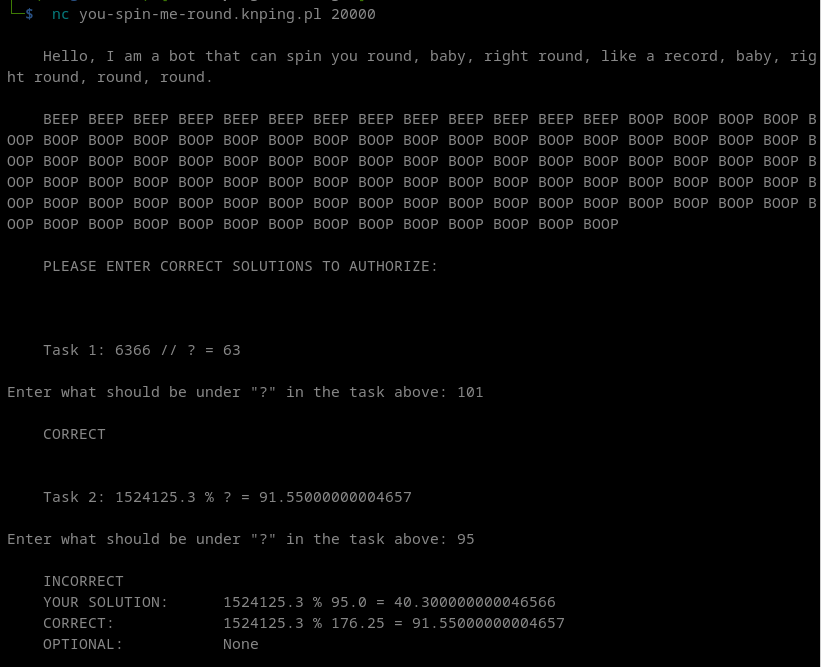 └─$ nc you-spin-me-round.knping.pl 20000
Hello, I am a bot that can spin you round, baby, right round, like a record, baby, rig
ht round, round, round.
BEEP BEEP BEEP BEEP BEEP BEEP BEEP BEEP BEEP BEEP BEEP BEEP BEEP BOOP BOOP BOOP BOOP B
OOP BOOP BOOP BOOP BOOP BOOP BOOP BOOP BOOP BOOP BOOP BOOP BOOP BOOP BOOP BOOP BOOP B
OOP BOOP BOOP BOOP BOOP BOOP BOOP BOOP BOOP BOOP BOOP BOOP BOOP BOOP BOOP BOOP BOOP B
OOP BOOP BOOP BOOP BOOP BOOP BOOP BOOP BOOP BOOP BOOP BOOP BOOP BOOP BOOP BOOP BOOP B
OOP BOOP BOOP BOOP BOOP BOOP BOOP BOOP BOOP BOOP BOOP BOOP BOOP BOOP BOOP BOOP BOOP B
OOP BOOP BOOP BOOP BOOP BOOP BOOP BOOP BOOP BOOP BOOP BOOP BOOP BOOP
PLEASE ENTER CORRECT SOLUTIONS TO AUTHORIZE:
Task 1: 6366 // ? = 63
Enter what should be under "?" in the task above: 101
CORRECT
Task 2: 1524125.3 % ? = 91.55000000004657
Enter what should be under "?" in the task above: 95
INCORRECT
YOUR SOLUTION: 1524125.3 % 95.0 = 40.300000000046566
CORRECT: 1524125.3 % 176.25 = 91.55000000004657
OPTIONAL: None